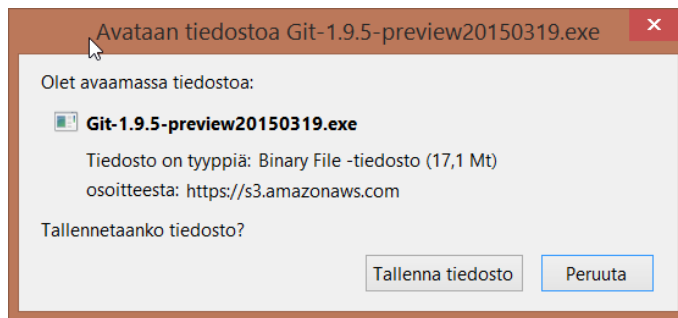 Avataan tiedostoa Git-1.9.5-preview20150319.exe
Olet avaamassa tiedostoa:
Git-1.9.5-preview20150319.exe
Tiedosto on tyyppiä: Binary File -tiedosto (17,1 Mt)
osoitteesta: https://s3.amazonaws.com
Tallennetaanko tiedosto?
Tallenna tiedosto Peruuta